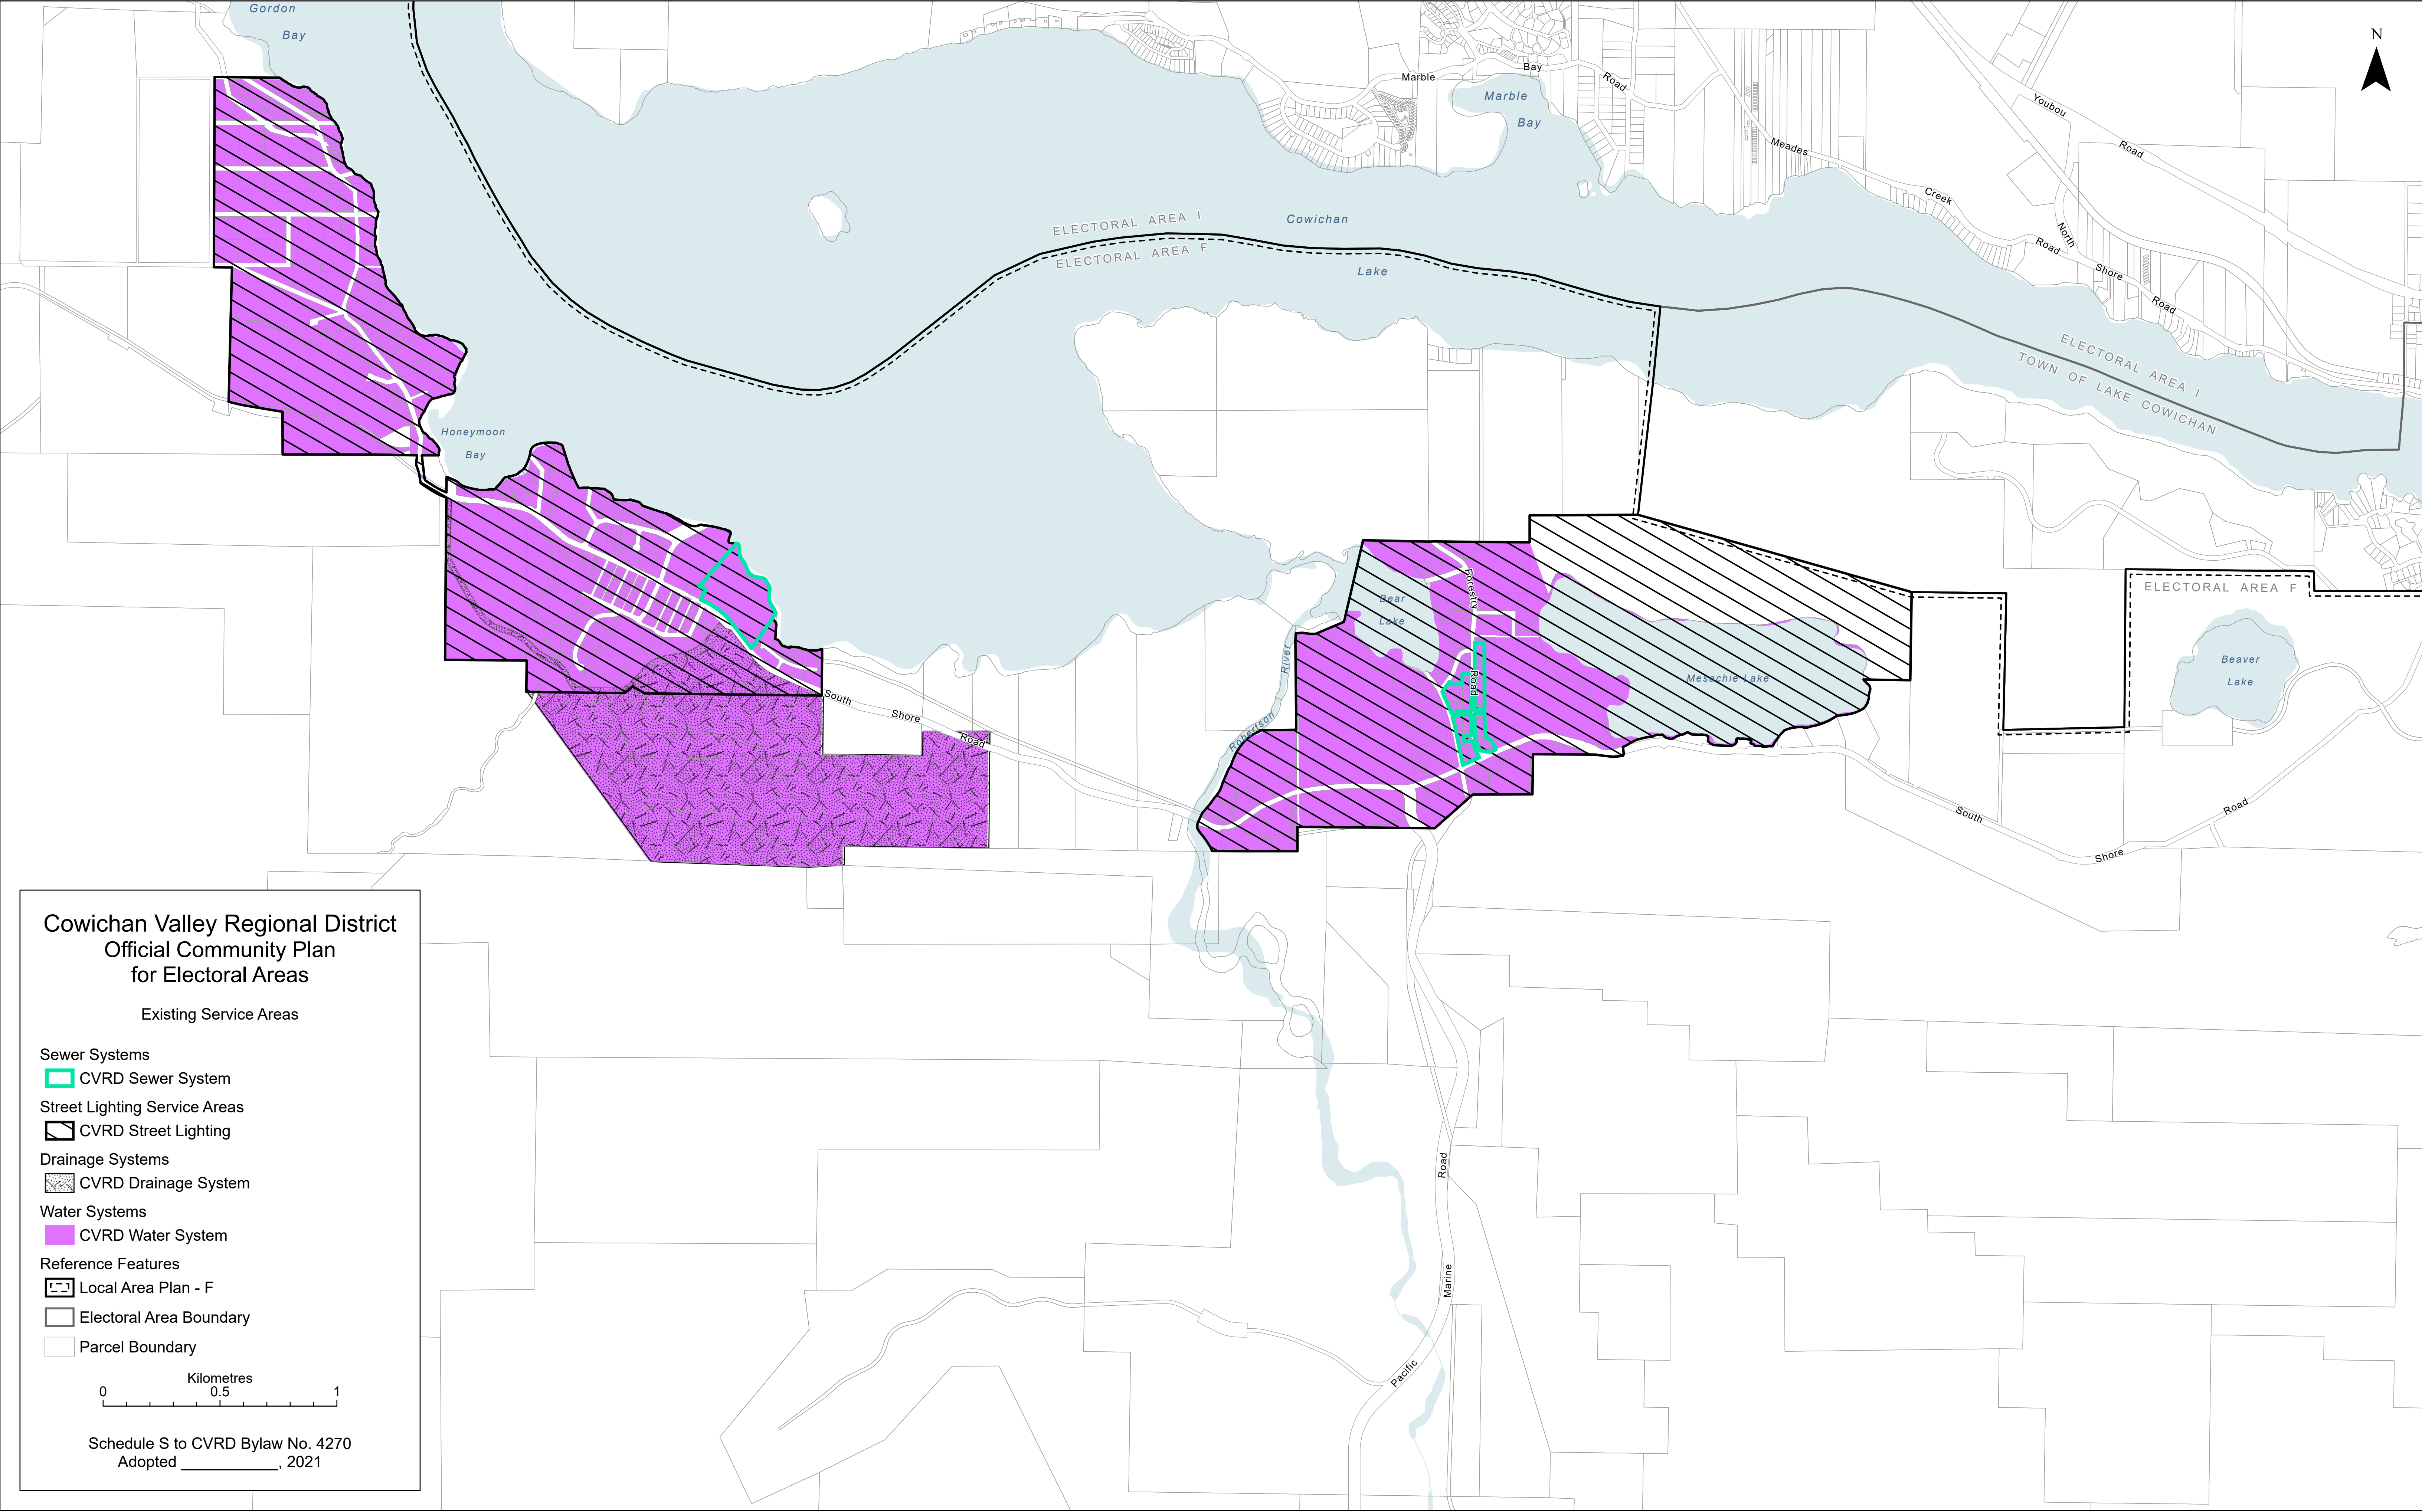 Gordon
Bay
N
Marble
Bay
Road
Marble
Bay
Youbou
Road
Meades
Creek
Road
North
Shore
Road
ELECTORAL AREA I
ELECTORAL AREA F
Cowichan
Lake
ELECTORAL AREA I
TOWN OF LAKE COWICHAN
Honeymoon
Bay
Forestry
Road
Bear
Lake
Mesachie Lake
ELECTORAL AREA F
Beaver
Lake
River
Robertson
South
Shore
Road
South
Shore
Road
Road
Marine
Pacific
Cowichan Valley Regional District
Official Community Plan
for Electoral Areas
Existing Service Areas
Sewer Systems
CVRD Sewer System
Street Lighting Service Areas
CVRD Street Lighting
Drainage Systems
CVRD Drainage System
Water Systems
CVRD Water System
Reference Features
Local Area Plan - F
Electoral Area Boundary
Parcel Boundary
Kilometres
0 0.5 1
Schedule S to CVRD Bylaw No. 4270
Adopted ____________, 2021